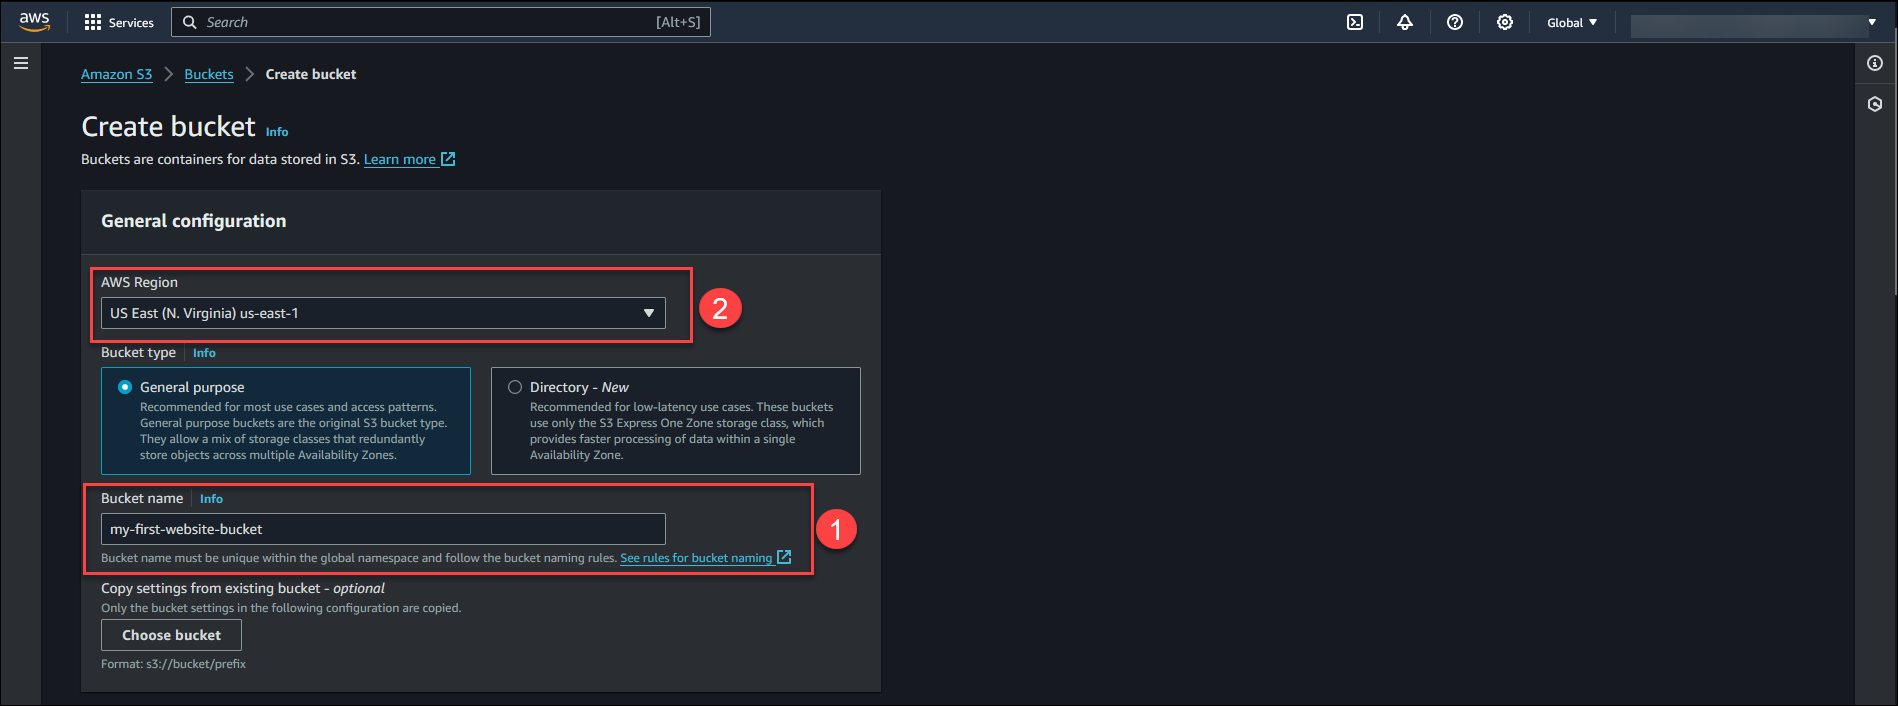 aws Services Search [Alt+S] Global
Amazon S3 > Buckets > Create bucket
Create bucket Info
Buckets are containers for data stored in S3. Learn more
General configuration
AWS Region
US East (N. Virginia) us-east-1
2
Bucket type Info
General purpose
Recommended for most use cases and access patterns.
General purpose buckets are the original S3 bucket type.
They allow a mix of storage classes that redundantly
store objects across multiple Availability Zones.
Directory - New
Recommended for low-latency use cases. These buckets
use only the S3 Express One Zone storage class, which
provides faster processing of data within a single
Availability Zone.
Bucket name Info
my-first-website-bucket
1
Bucket name must be unique within the global namespace and follow the bucket naming rules. See rules for bucket naming
Copy settings from existing bucket - optional
Only the bucket settings in the following configuration are copied.
Choose bucket
Format: s3://bucket/prefix